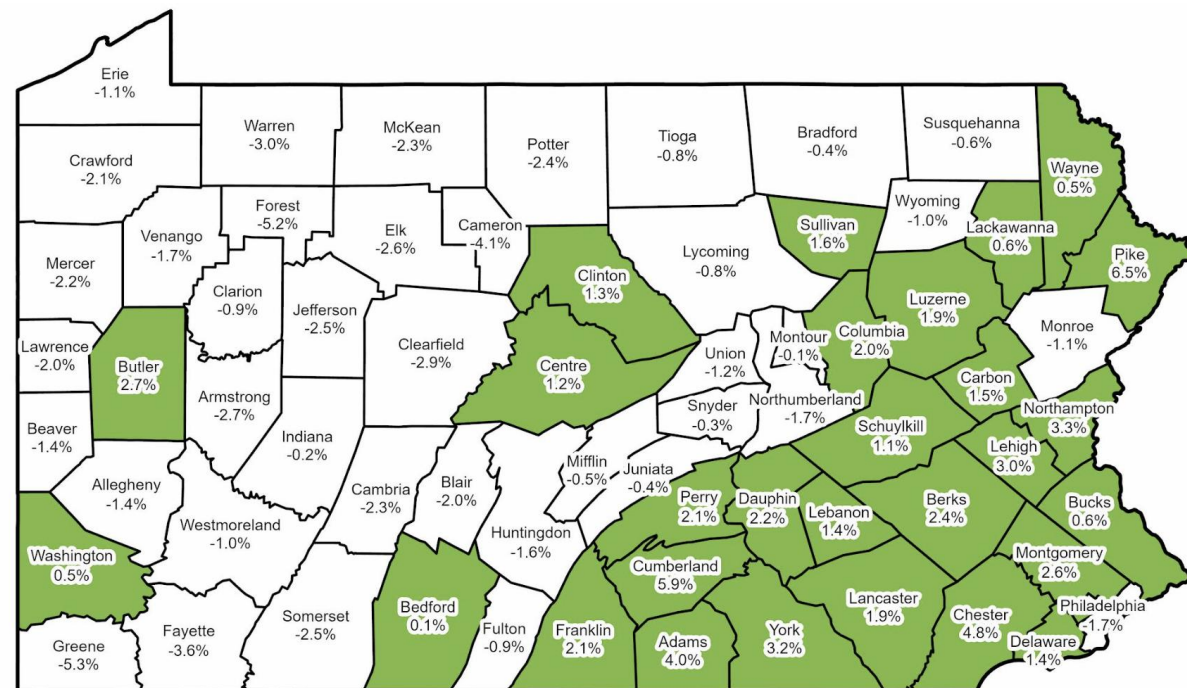 Erie
-1.1%
Warren
-3.0%
McKean
-2.3%
Potter
-2.4%
Tioga
-0.8%
Bradford
-0.4%
Susquehanna
-0.6%
Wayne
0.5%
Crawford
-2.1%
Forest
-5.2%
Elk
-2.6%
Cameron
-4.1%
Venango
-1.7%
Mercer
-2.2%
Clarion
-0.9%
Jefferson
-2.5%
Clinton
1.3%
Lycoming
-0.8%
Sullivan
1.6%
Wyoming
-1.0%
Lackawanna
0.6%
Pike
6.5%
Luzerne
1.9%
Monroe
-1.1%
Lawrence
-2.0%
Butler
2.7%
Clearfield
-2.9%
Centre
1.2%
Union
-1.2%
Montour
-0.1%
Columbia
2.0%
Carbon
1.5%
Armstrong
-2.7%
Beaver
-1.4%
Indiana
-0.2%
Snyder
-0.3%
Northumberland
-1.7%
Schuylkill
1.1%
Northampton
3.3%
Lehigh
3.0%
Allegheny
-1.4%
Cambria
-2.3%
Blair
-2.0%
Mifflin
-0.5%
Juniata
-0.4%
Perry
2.1%
Dauphin
2.2%
Lebanon
1.4%
Berks
2.4%
Bucks
0.6%
Westmoreland
-1.0%
Huntingdon
-1.6%
Washington
0.5%
Cumberland
5.9%
Montgomery
2.6%
Greene
-5.3%
Fayette
-3.6%
Somerset
-2.5%
Bedford
0.1%
Fulton
-0.9%
Franklin
2.1%
Adams
4.0%
York
3.2%
Lancaster
1.9%
Chester
4.8%
Delaware
1.4%
Philadelphia
-1.7%